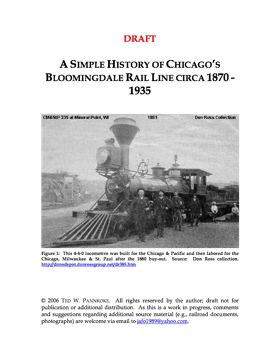 DRAFT
A SIMPLE HISTORY OF CHICAGO'S
BLOOMINGDALE RAIL LINE CIRCA 1870 -
1935
CM&StP 335 at Mineral Point, WI 1881 Don Ross Collection
Figure 1: This 4-4-0 locomotive was built for the Chicago & Pacific and then labored for the
Chicago, Milwaukee & St. Paul after the 1880 buy-out. Source Don Ross collection.
© 2006 TED W. PANNKOKE. All rights reserved by the author; draft not for
publication or additional distribution. As this is a work in progress, comments
and suggestions regarding additional source material (e.g., railroad documents,
photographs) are welcome via email to